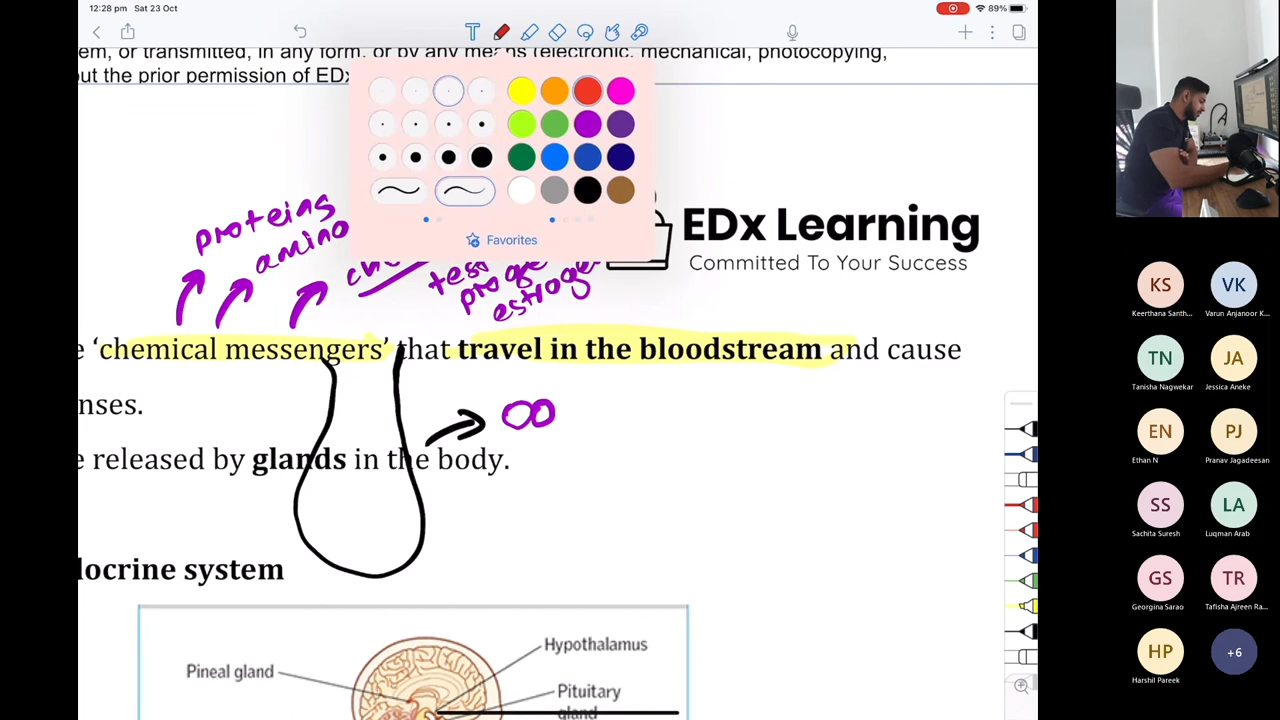 12:28 pm Sat 23 Oct
89%
em, or transmitted, in any form, or by any means (electronic, mechanical, photocopying,
out the prior permission of EDx
Favorites
proteins
amino
EDx Learning
Committed To Your Success
e ‘chemical messengers’ that travel in the bloodstream and cause
nses.
e released by glands in the body.
docrine system
Hypothalamus
Pineal gland
Pituitary
gland
KS
VK
Keerthana Santh...
Varun Anjanoor K...
TN
JA
Tanisha Nagwekar
Jessica Aneke
EN
PJ
Ethan N
Pranav Jagadeesan
SS
LA
Sachita Suresh
Luqman Arab
GS
TR
Georgina Sarao
Tafisha Ajreen Ra...
HP
+6
Harshil Pareek